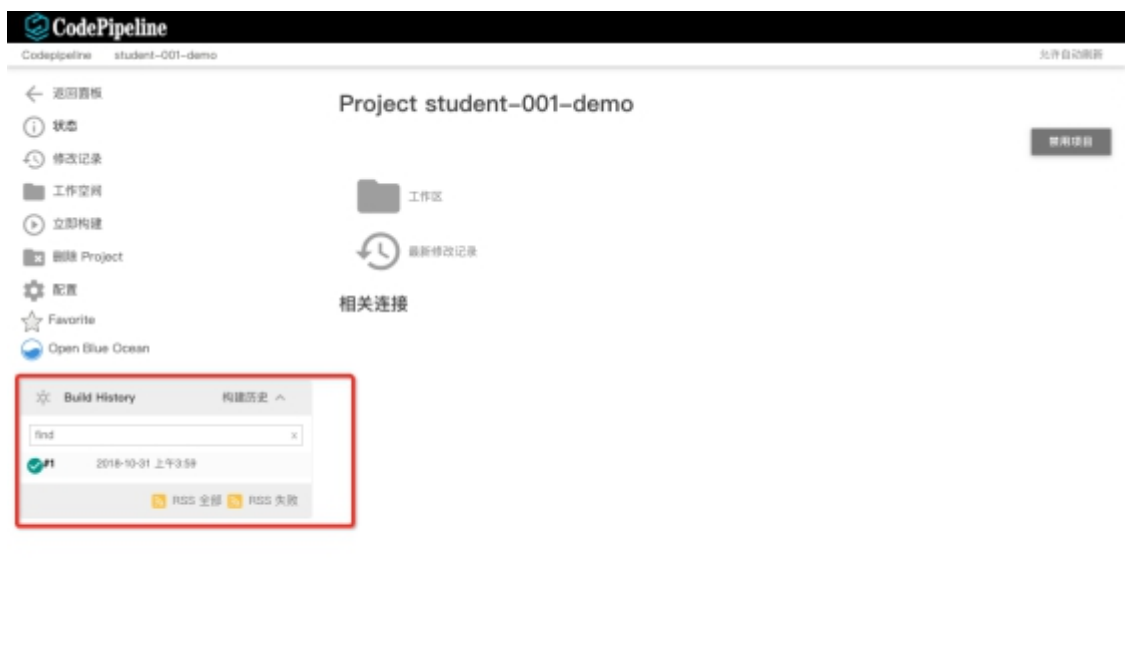 CodePipeline
Codepipeline student-001-demo 允许自动刷新
返回面板
状态
修改记录
工作空间
立即构建
删除 Project
配置
Favorite
Open Blue Ocean
Project student-001-demo
禁用项目
工作区
最新修改记录
相关连接
Build History 构建历史
find x
#1 2018-10-31 上午3:59
RSS 全部 RSS 失败